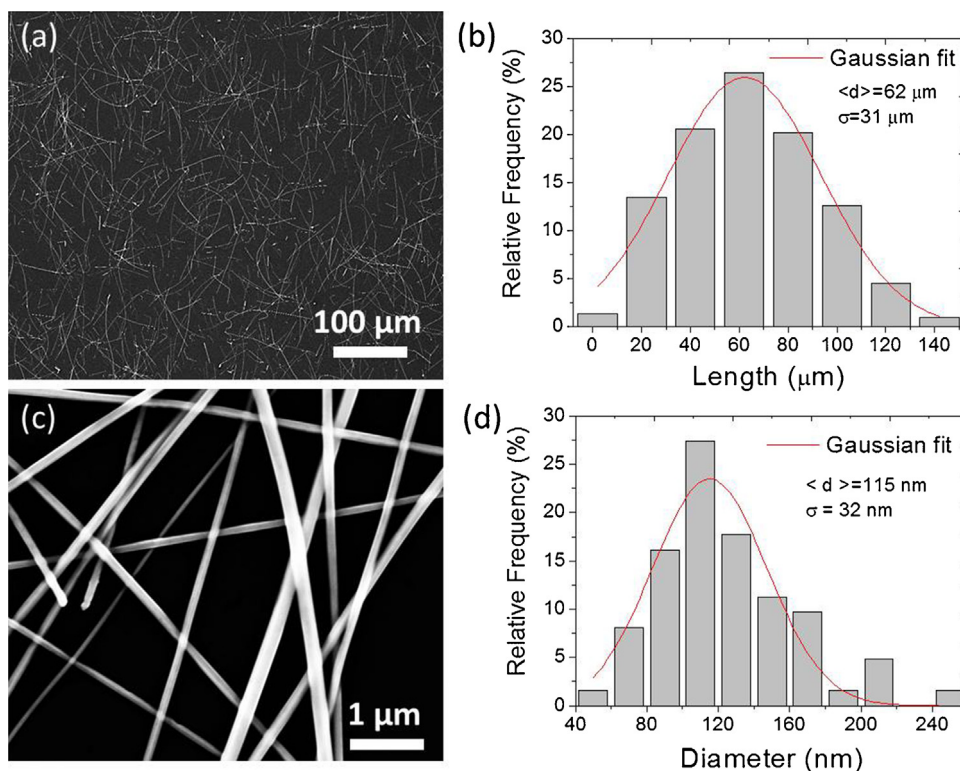 (a)
100 μm
(b)
Relative Frequency (%)
30
25
20
15
10
5
0
Gaussian fit
<d>=62 μm
σ=31 μm
0 20 40 60 80 100 120 140
Length (μm)
(c)
1 μm
(d)
Relative Frequency (%)
30
25
20
15
10
5
0
Gaussian fit
< d >=115 nm
σ = 32 nm
40 80 120 160 200 240
Diameter (nm)